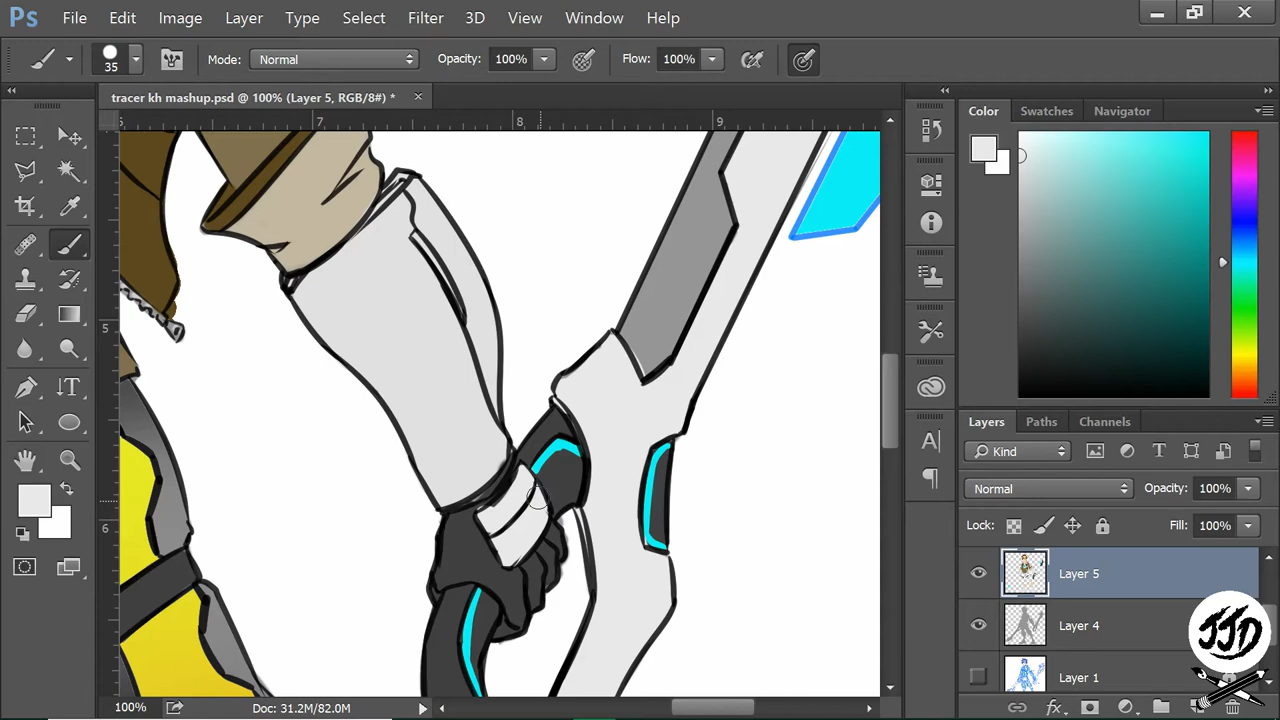 Ps File Edit Image Layer Type Select Filter 3D View Window Help
35 Mode: Normal Opacity: 100% Flow: 100%
tracer kh mashup.psd @ 100% (Layer 5, RGB/8#) * ×
7 8 9
5
6
Color Swatches Navigator
Layers Paths Channels
Kind
Normal Opacity: 100%
Lock: Fill: 100%
Layer 5
Layer 4
Layer 1
JJD
100% Doc: 31.2M/82.0M